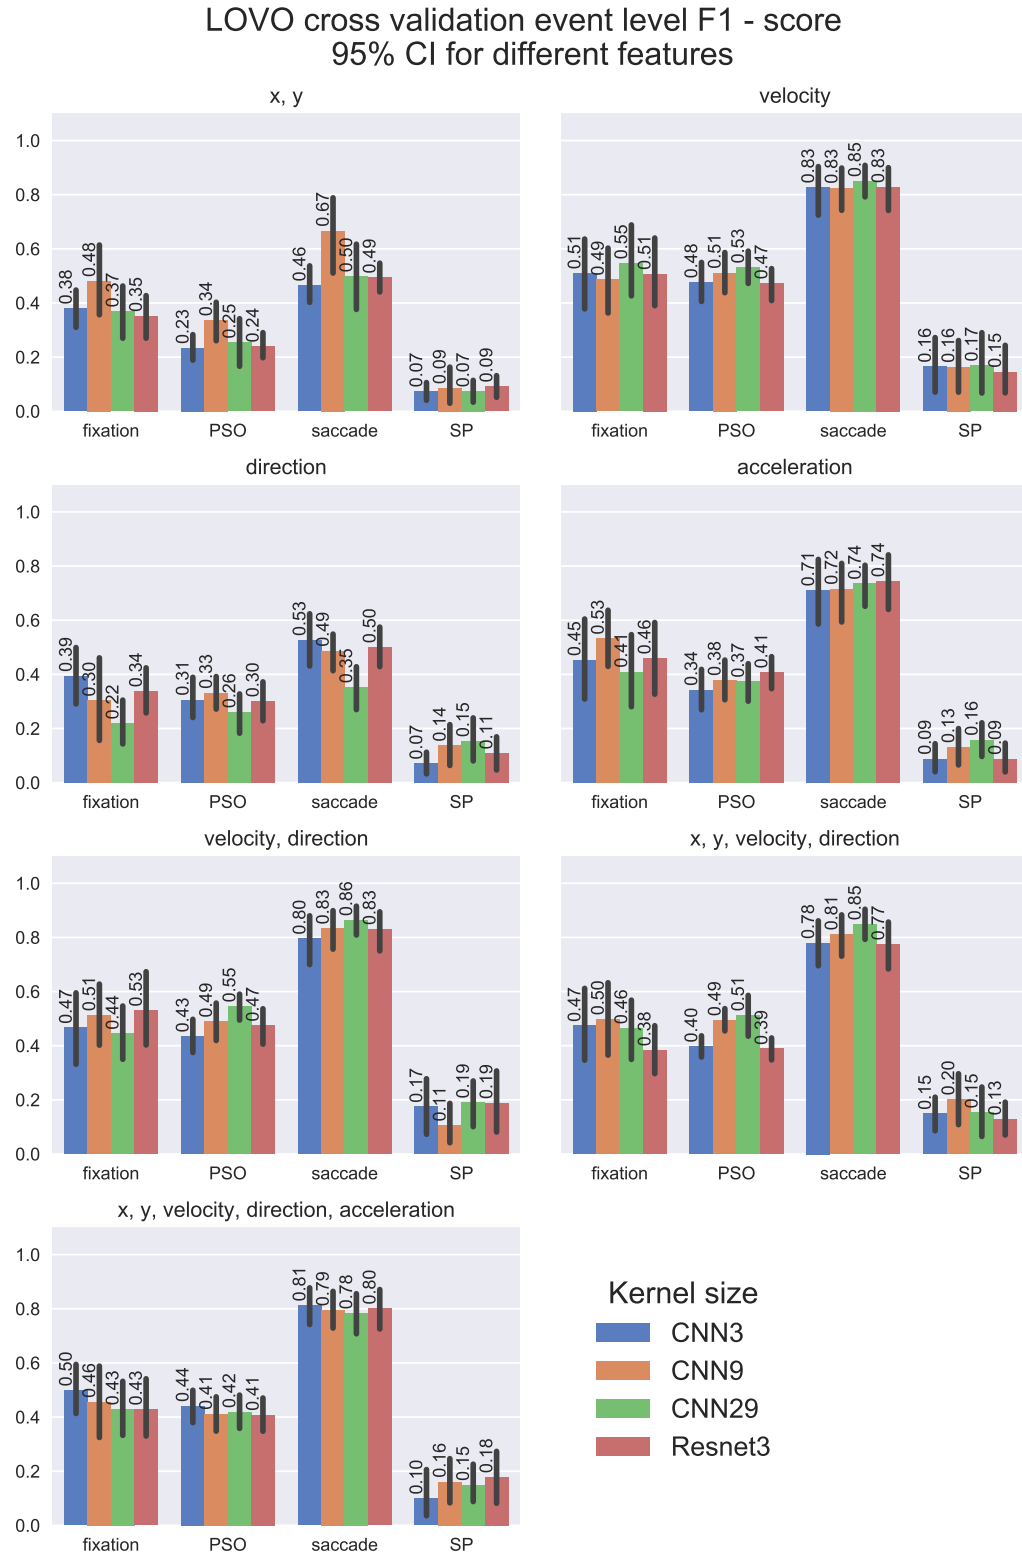 LOVO cross validation event level F1 - score
95% CI for different features
x, y
velocity
1.0
0.8
0.6
0.4
0.2
0.0
0.38 0.48 0.37 0.35
0.23 0.34 0.25 0.24
0.46 0.67 0.50 0.49
0.07 0.09 0.07 0.09
0.51 0.49 0.55 0.51
0.48 0.51 0.53 0.47
0.83 0.83 0.85 0.83
0.16 0.16 0.17 0.15
fixation PSO saccade SP
fixation PSO saccade SP
direction
acceleration
1.0
0.8
0.6
0.4
0.2
0.0
0.39 0.30 0.22 0.34
0.31 0.33 0.26 0.30
0.53 0.49 0.35 0.50
0.07 0.14 0.15 0.11
0.45 0.53 0.41 0.46
0.34 0.38 0.37 0.41
0.71 0.72 0.74 0.74
0.09 0.13 0.16 0.09
fixation PSO saccade SP
fixation PSO saccade SP
velocity, direction
x, y, velocity, direction
1.0
0.8
0.6
0.4
0.2
0.0
0.47 0.51 0.44 0.53
0.43 0.49 0.55 0.47
0.80 0.83 0.86 0.83
0.17 0.11 0.19 0.19
0.47 0.50 0.46 0.38
0.40 0.49 0.51 0.39
0.78 0.81 0.85 0.77
0.15 0.20 0.15 0.13
fixation PSO saccade SP
fixation PSO saccade SP
x, y, velocity, direction, acceleration
1.0
0.8
0.6
0.4
0.2
0.0
0.50 0.46 0.43 0.43
0.44 0.41 0.42 0.41
0.81 0.79 0.78 0.80
0.10 0.16 0.15 0.18
fixation PSO saccade SP
Kernel size
CNN3
CNN9
CNN29
Resnet3